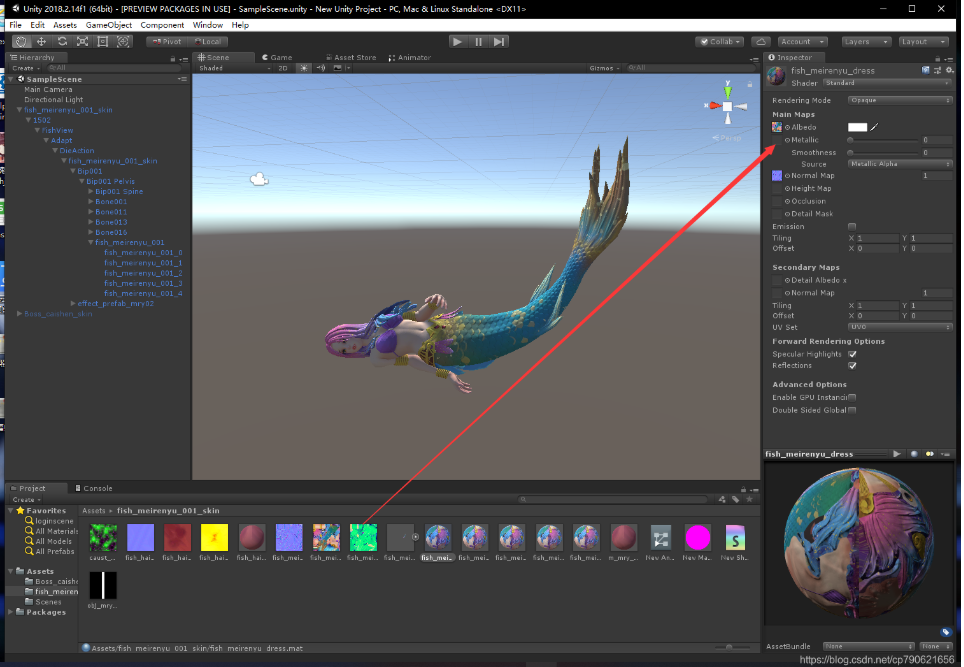 Unity 2018.2.14f1 (64bit) - [PREVIEW PACKAGES IN USE] - SampleScene.unity - New Unity Project - PC, Mac & Linux Standalone <DX11>
File Edit Assets GameObject Component Window Help
Pivot Local Collab Account Layers Layout
Hierarchy
Create All
SampleScene
Main Camera
Directional Light
fish_meirenyu_001_skin
1502
FishView
Adapt
DieAction
fish_meirenyu_001_skin
Bip001
Bip001 Pelvis
Bip001 Spine
Bone001
Bone011
Bone013
Bone016
fish_meirenyu_001
fish_meirenyu_001_0
fish_meirenyu_001_1
fish_meirenyu_001_2
fish_meirenyu_001_3
fish_meirenyu_001_4
effect_prefab_mry02
Boss_caishen_skin
Scene Game Asset Store Animator
Shaded 2D Gizmos All
y
x
Persp
Inspector
fish_meirenyu_dress
Shader Standard
Rendering Mode Opaque
Main Maps
Albedo
Metallic 0
Smoothness 0
Source Metallic Alpha
Normal Map 1
Height Map
Occlusion
Detail Mask
Emission
Tiling X 1 Y 1
Offset X 0 Y 0
Secondary Maps
Detail Albedo x
Normal Map 1
Tiling X 1 Y 1
Offset X 0 Y 0
UV Set UV0
Forward Rendering Options
Specular Highlights
Reflections
Advanced Options
Enable GPU Instancin
Double Sided Global
fish_meirenyu_dress
AssetBundle None None
Project Console
Create
Favorites
loginscene
All Materials
All Models
All Prefabs
Assets
Boss_caishe
fish_meiren
Scenes
Packages
Assets fish_meirenyu_001_skin
caust_... fish_hai... fish_hai... fish_hai... fish_hai... fish_mei... fish_mei... fish_mei... fish_mei... fish_mei... fish_mei... fish_mei... fish_mei... fish_mei... m_mry_... New An... New Ma... New Sh...
obj_mry...
Assets/fish_meirenyu_001_skin/fish_meirenyu_dress.mat
https://blog.csdn.net/cp790621656